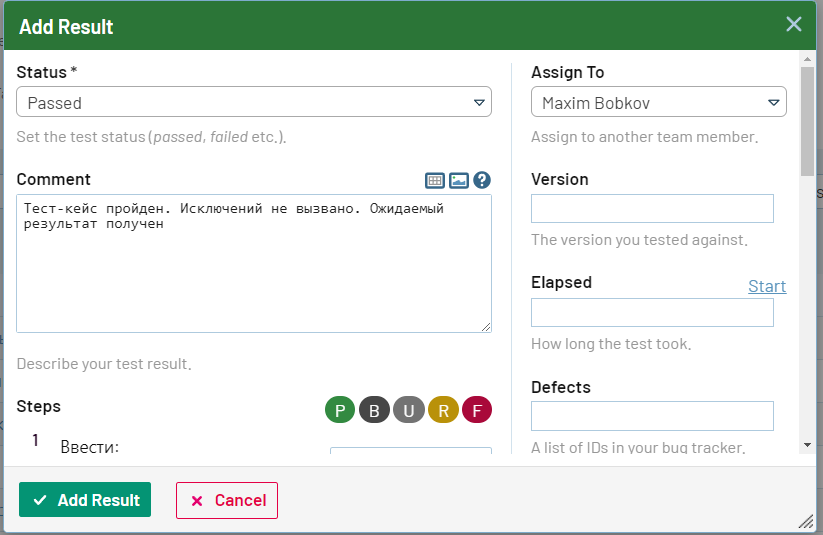 Add Result
Status *
Passed
Set the test status (passed, failed etc.).
Comment
Тест-кейс пройден. Исключений не вызвано. Ожидаемый
результат получен
Describe your test result.
Steps
P B U R F
1 Ввести:
Assign To
Maxim Bobkov
Assign to another team member.
Version
The version you tested against.
Elapsed
Start
How long the test took.
Defects
A list of IDs in your bug tracker.
Add Result
Cancel